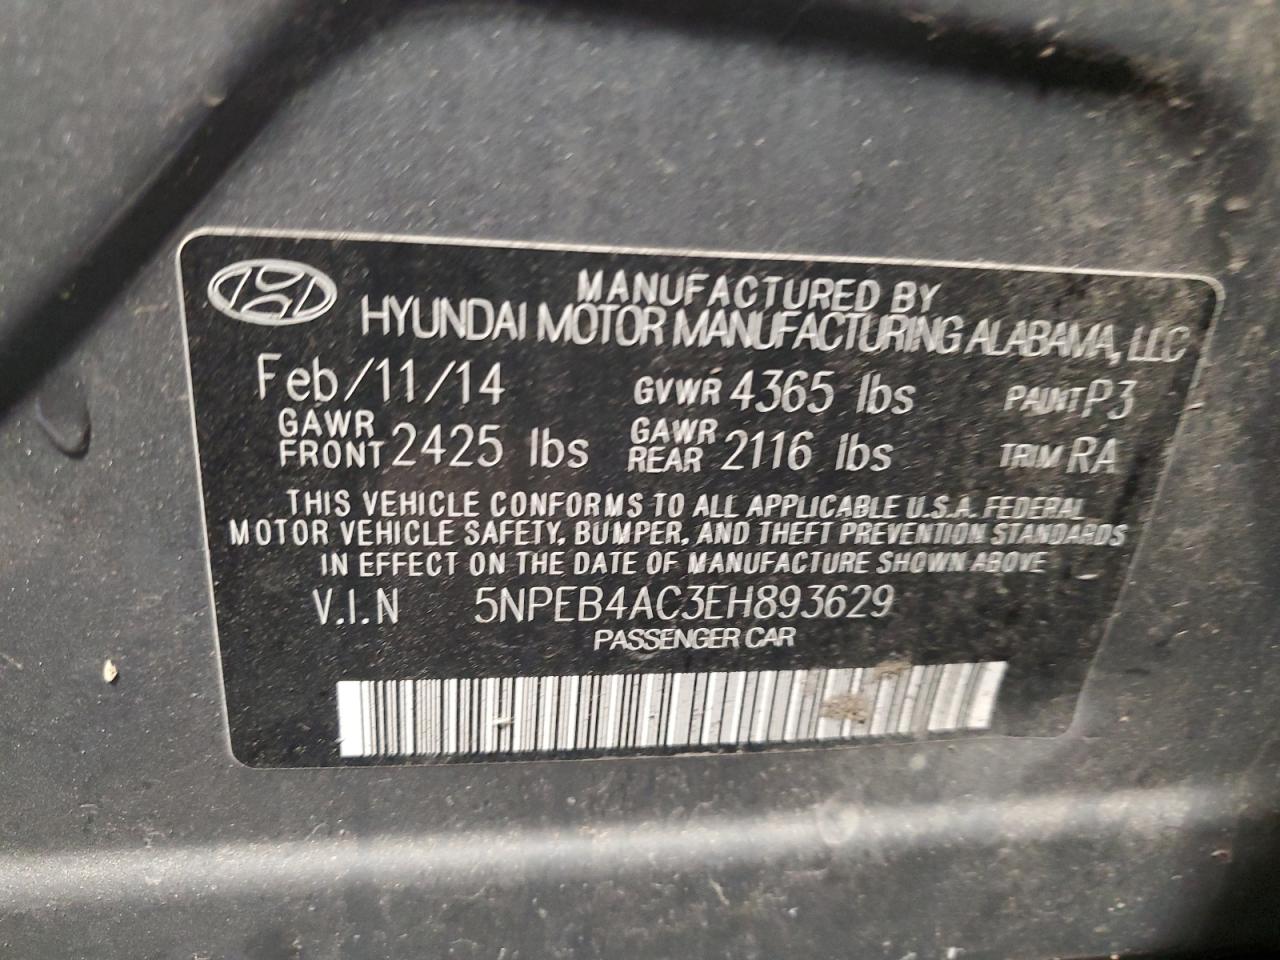 MANUFACTURED BY
HYUNDAI MOTOR MANUFACTURING ALABAMA, LLC
Feb/11/14 GVWR 4365 lbs PAINT P3
GAWR FRONT 2425 lbs GAWR REAR 2116 lbs TRIM RA
THIS VEHICLE CONFORMS TO ALL APPLICABLE U.S.A. FEDERAL
MOTOR VEHICLE SAFETY, BUMPER, AND THEFT PREVENTION STANDARDS
IN EFFECT ON THE DATE OF MANUFACTURE SHOWN ABOVE
V.I.N 5NPEB4AC3EH893629
PASSENGER CAR